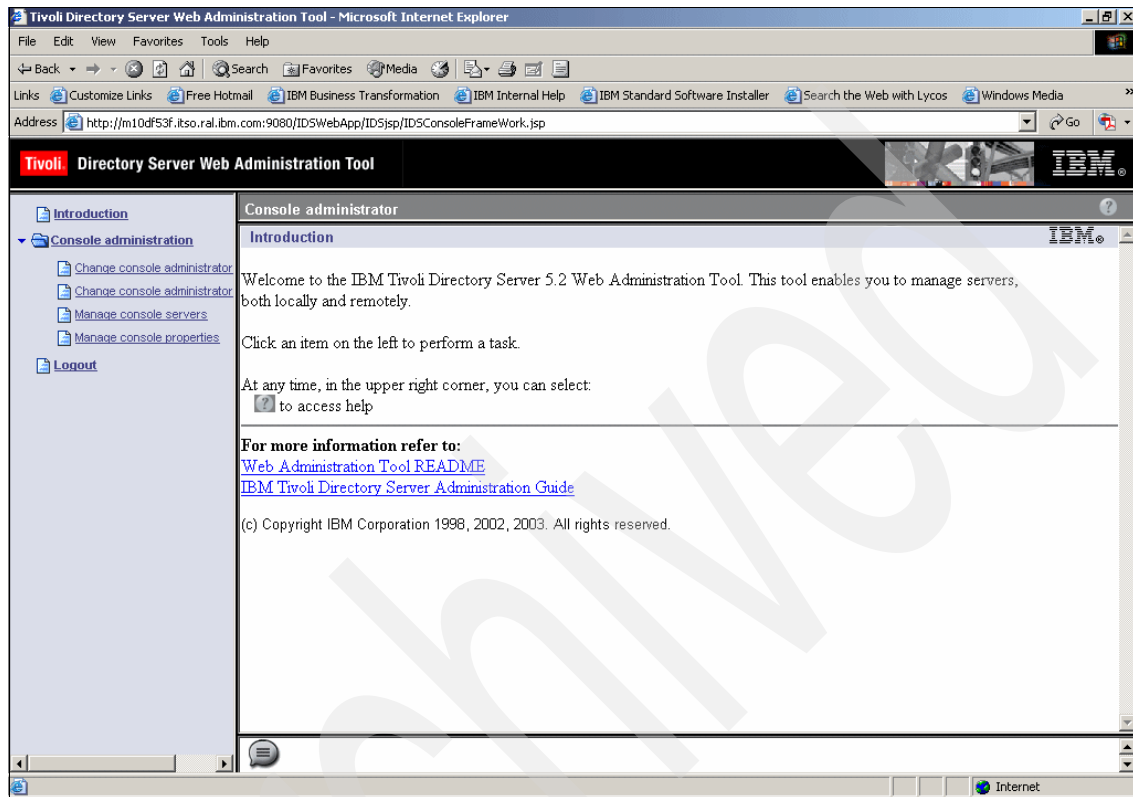 Tivoli Directory Server Web Administration Tool - Microsoft Internet Explorer
File Edit View Favorites Tools Help
Back Search Favorites Media
Links Customize Links Free Hotmail IBM Business Transformation IBM Internal Help IBM Standard Software Installer Search the Web with Lycos Windows Media »
Address http://m10df53f.itso.ral.ibm.com:9080/IDSWebApp/IDSjsp/IDSConsoleFrameWork.jsp Go
Tivoli. Directory Server Web Administration Tool IBM®
Introduction
Console administration
Change console administrator
Change console administrator
Manage console servers
Manage console properties
Logout
Console administrator ?
Introduction IBM®
Welcome to the IBM Tivoli Directory Server 5.2 Web Administration Tool. This tool enables you to manage servers,
both locally and remotely.
Click an item on the left to perform a task.
At any time, in the upper right corner, you can select:
? to access help
For more information refer to:
Web Administration Tool README
IBM Tivoli Directory Server Administration Guide
(c) Copyright IBM Corporation 1998, 2002, 2003. All rights reserved.
Internet